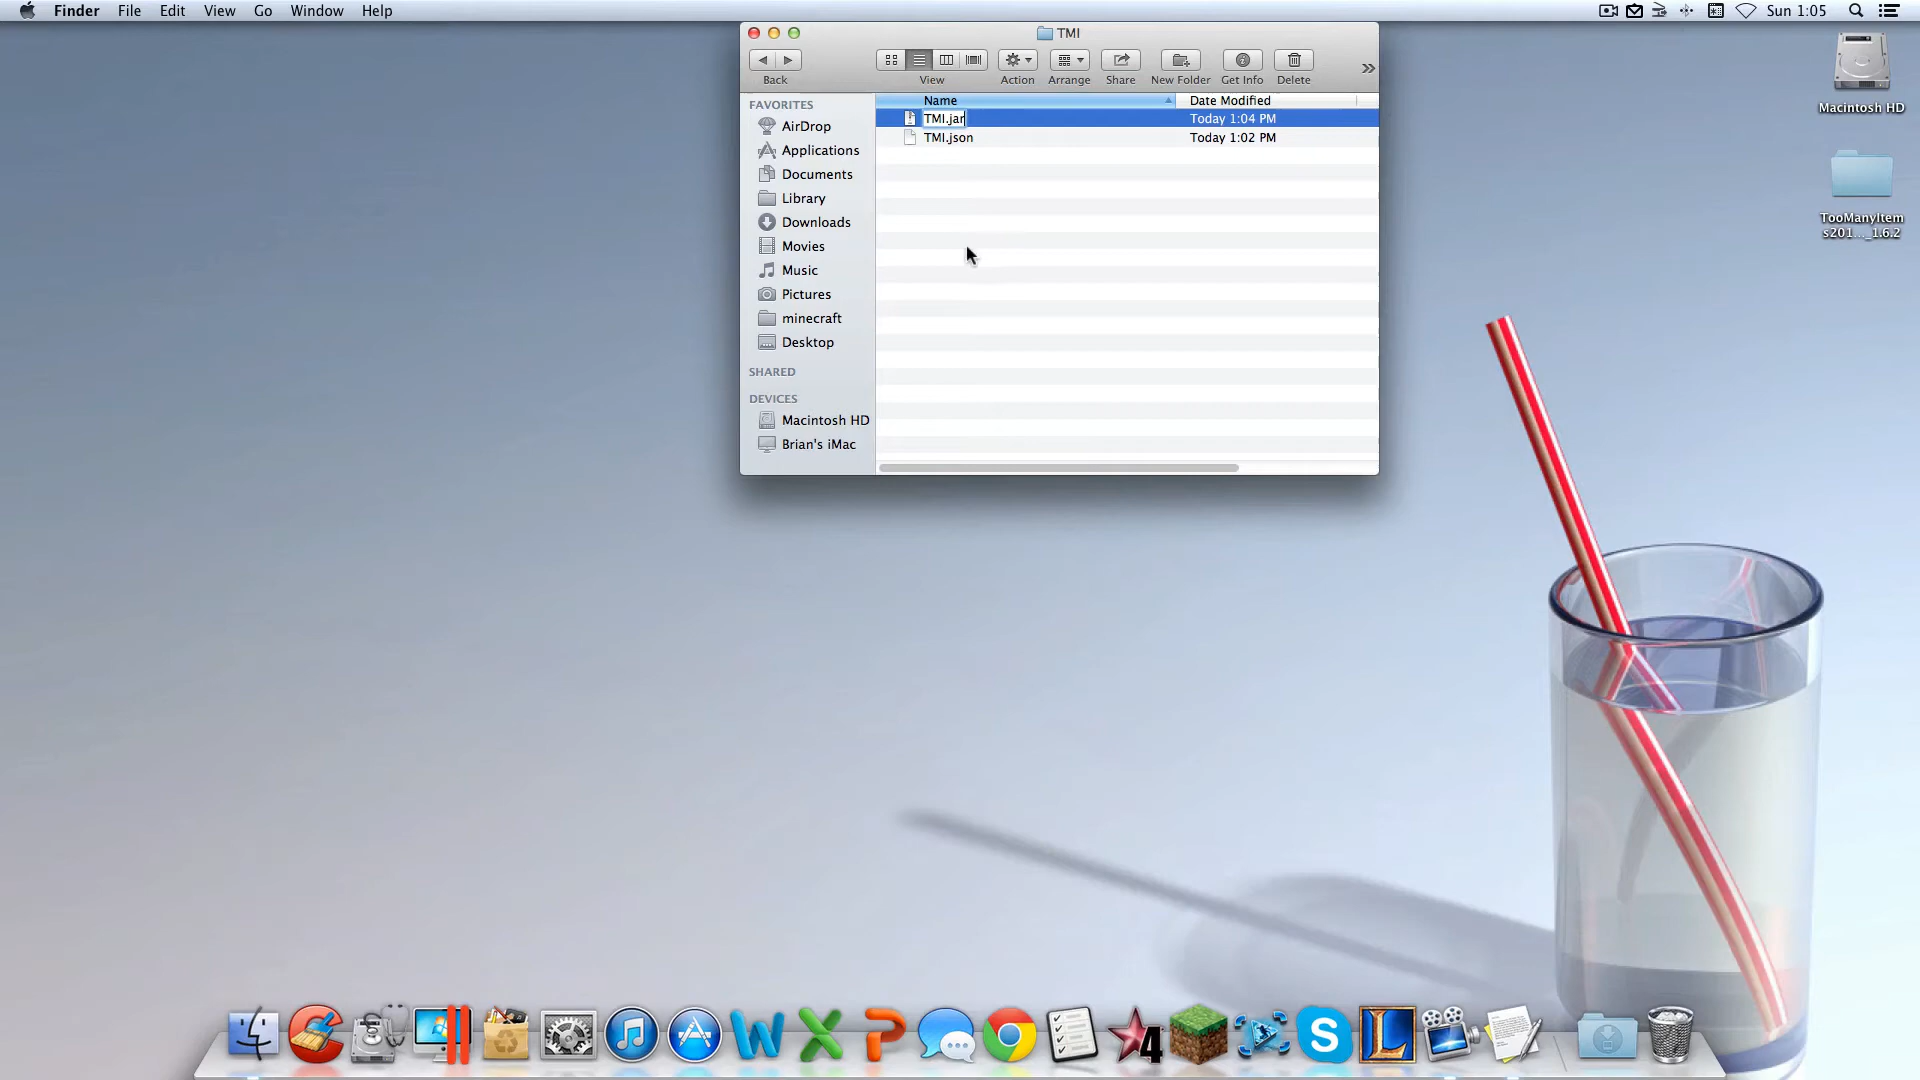 Finder File Edit View Go Window Help
Sun 1:05
TMI
Back
View
Action
Arrange
Share
New Folder
Get Info
Delete
Name Date Modified
TMI.jar Today 1:04 PM
TMI.json Today 1:02 PM
FAVORITES
AirDrop
Applications
Documents
Library
Downloads
Movies
Music
Pictures
minecraft
Desktop
SHARED
DEVICES
Macintosh HD
Brian's iMac
Macintosh HD
TooManyItem
s201..._1.6.2
W
X
P
4
S
L